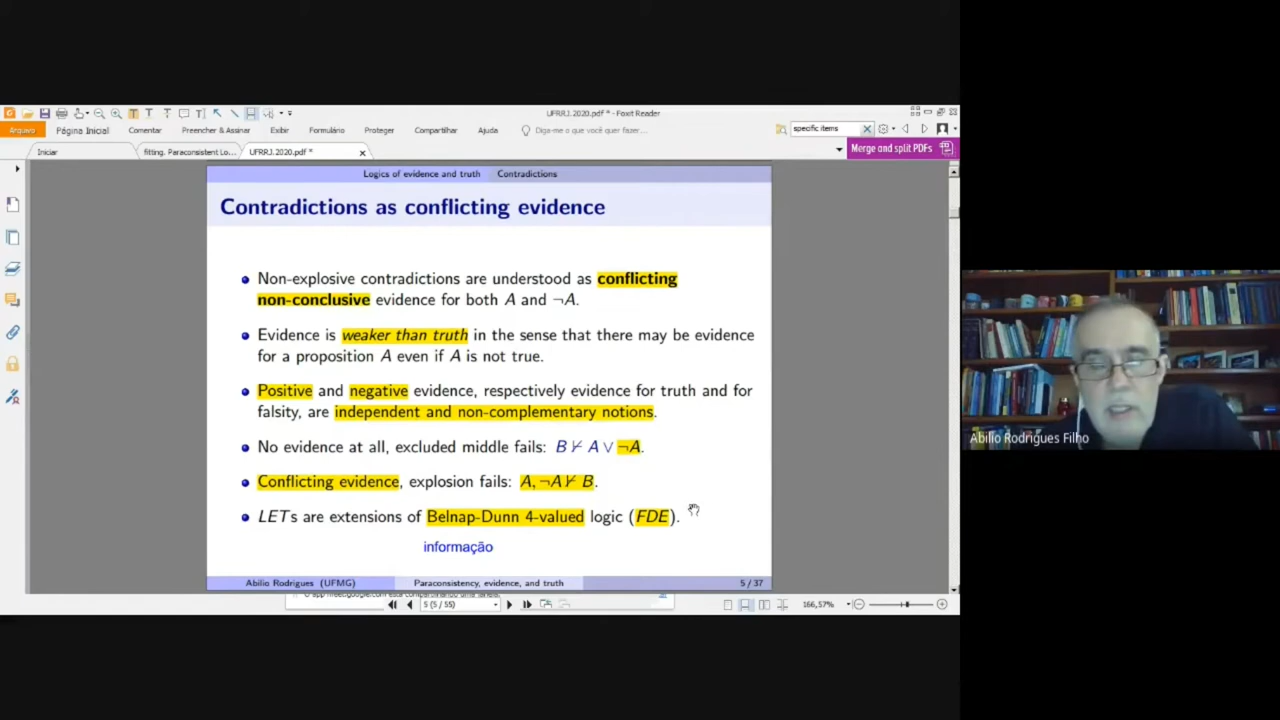 UFRRJ.2020.pdf * - Foxit Reader
Arquivo Página Inicial Comentar Preencher & Assinar Exibir Formulário Proteger Compartilhar Ajuda Diga-me o que você quer fazer... specific items
Iniciar fitting. Paraconsistent Lo... UFRRJ.2020.pdf * Merge and split PDFs
Logics of evidence and truth Contradictions
Contradictions as conflicting evidence
Non-explosive contradictions are understood as conflicting
non-conclusive evidence for both A and ¬A.
Evidence is weaker than truth in the sense that there may be evidence
for a proposition A even if A is not true.
Positive and negative evidence, respectively evidence for truth and for
falsity, are independent and non-complementary notions.
No evidence at all, excluded middle fails: B ⊬ A ∨ ¬A.
Conflicting evidence, explosion fails: A, ¬A ⊬ B.
LETs are extensions of Belnap-Dunn 4-valued logic (FDE).
informação
Abilio Rodrigues (UFMG) Paraconsistency, evidence, and truth 5 / 37
5 (5 / 55) 166,57%
Abilio Rodrigues Filho